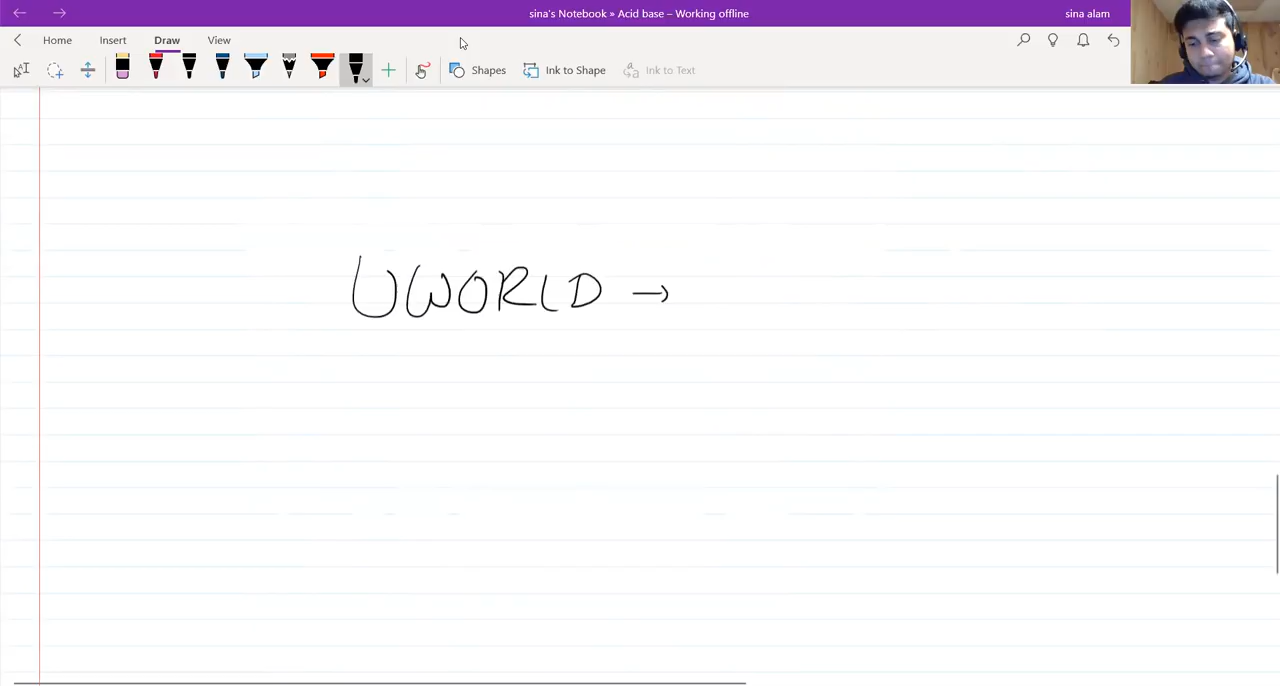 sina's Notebook » Acid base – Working offline
sina alam
Home Insert Draw View
Shapes Ink to Shape Ink to Text
UWORLD →